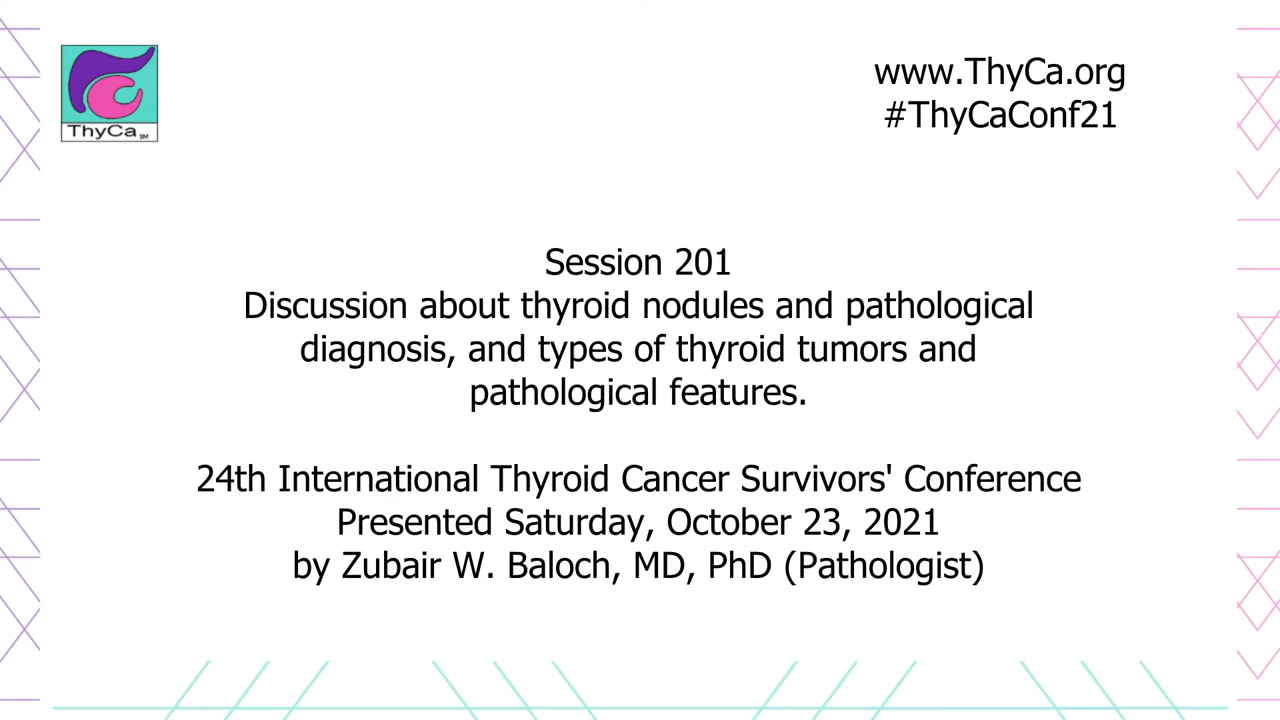 ThyCa SM
www.ThyCa.org
#ThyCaConf21
Session 201
Discussion about thyroid nodules and pathological
diagnosis, and types of thyroid tumors and
pathological features.
24th International Thyroid Cancer Survivors' Conference
Presented Saturday, October 23, 2021
by Zubair W. Baloch, MD, PhD (Pathologist)